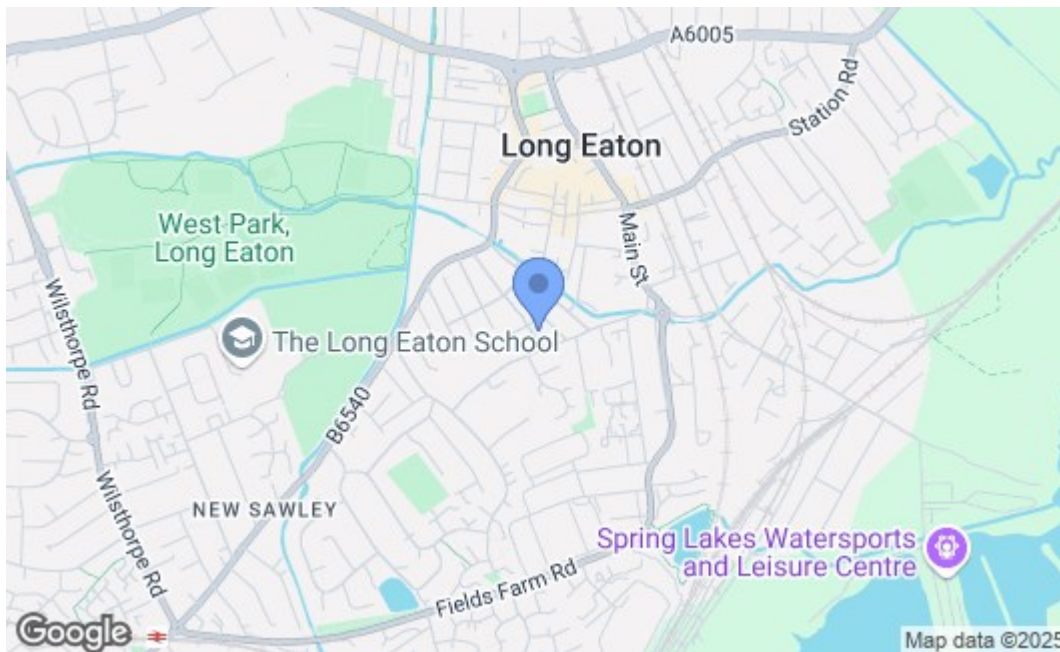 A6005
Station Rd
Long Eaton
West Park,
Long Eaton
Main St
Wilsthorpe Rd
The Long Eaton School
B6540
NEW SAWLEY
Wilsthorpe Rd
Spring Lakes Watersports
and Leisure Centre
Fields Farm Rd
Google
Map data ©2025